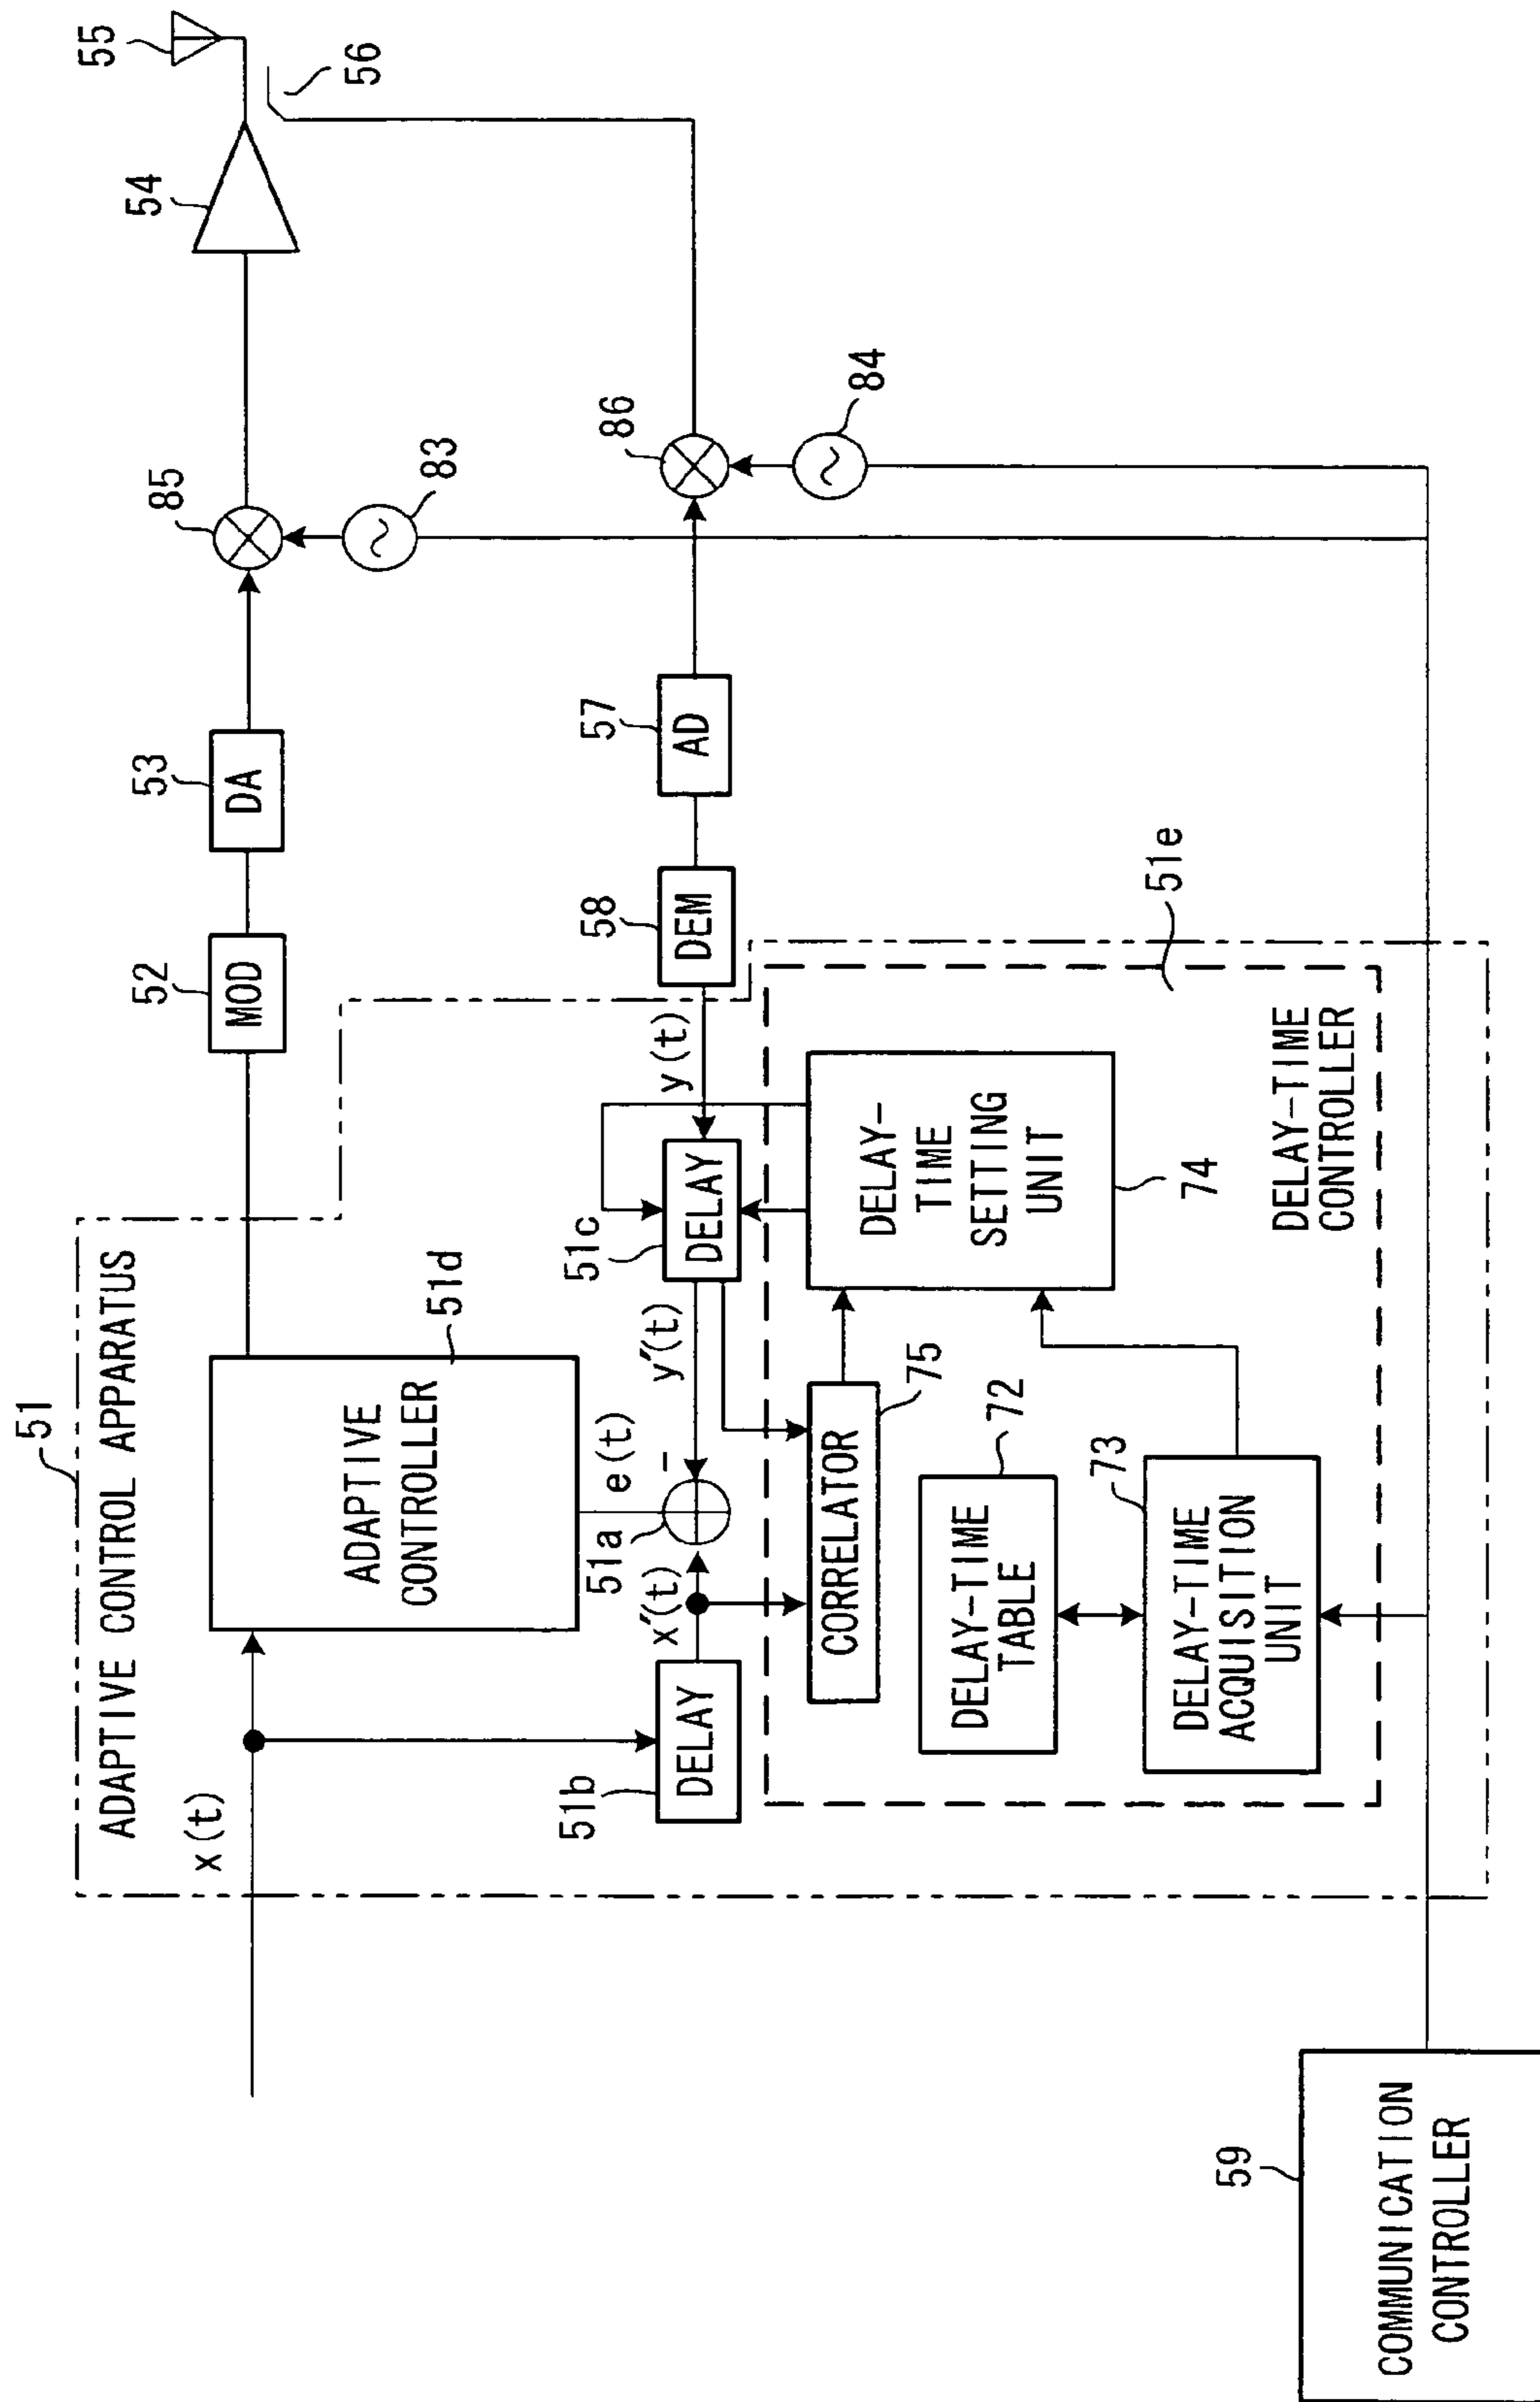 51
ADAPTIVE CONTROL APPARATUS
x(t)
ADAPTIVE
CONTROLLER
51d
52
MOD
53
DA
85
83
54
55
56
51b
DELAY
x'(t)
51a
e(t)
-
y'(t)
51c
DELAY
y(t)
58
DEM
57
AD
86
84
CORRELATOR
75
DELAY-TIME
TABLE
72
DELAY-TIME
ACQUISITION
UNIT
73
DELAY-
TIME
SETTING
UNIT
74
DELAY-TIME
CONTROLLER
51e
59
COMMUNICATION
CONTROLLER